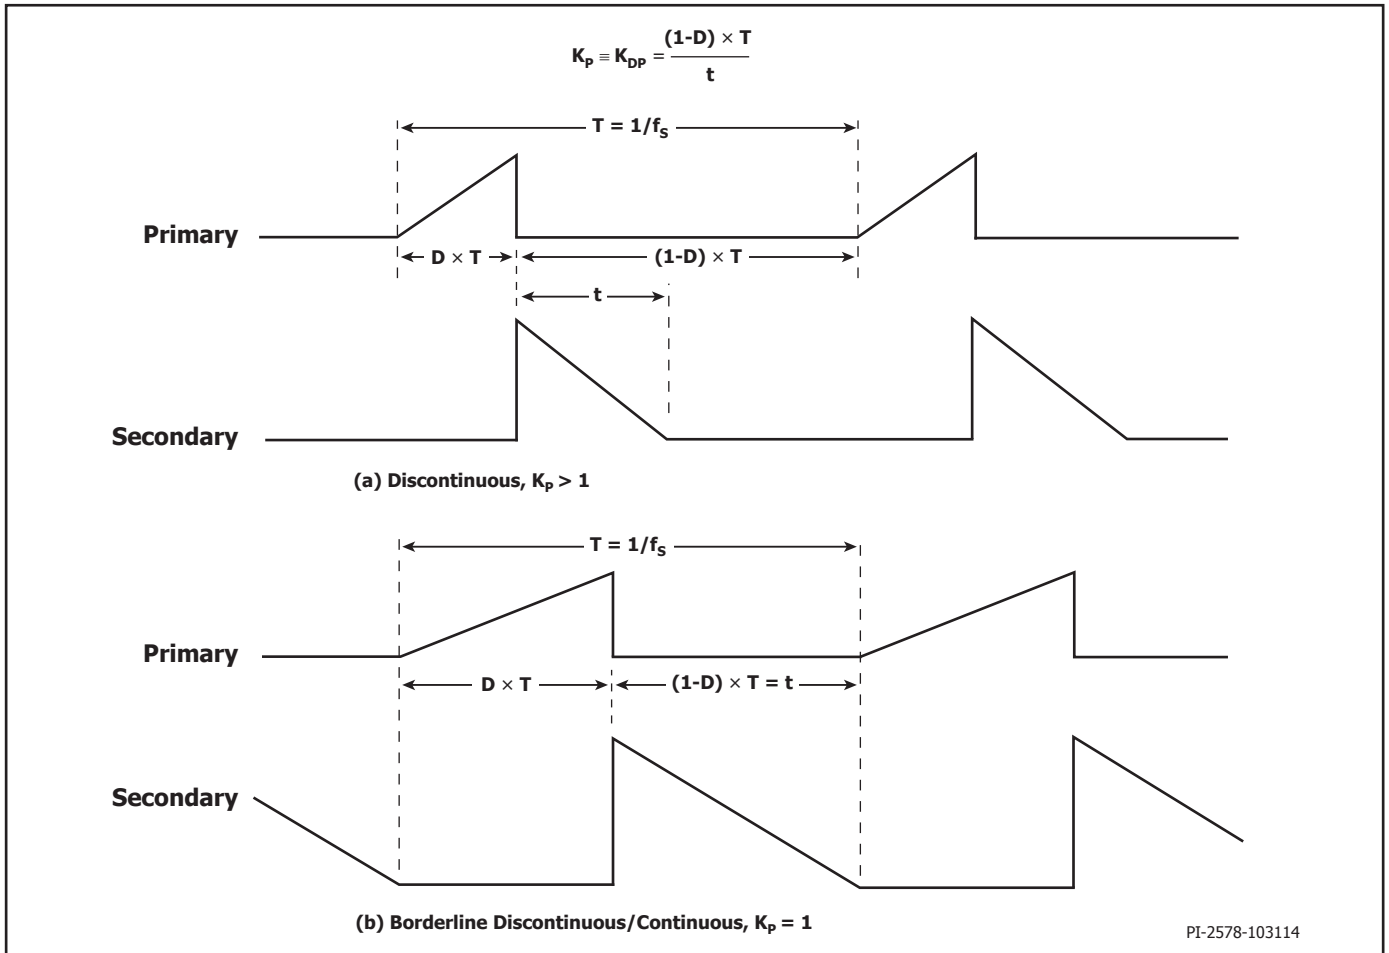 K_P ≡ K_DP = (1-D) × T / t
T = 1/f_S
Primary
D × T
(1-D) × T
t
Secondary
(a) Discontinuous, K_P > 1
T = 1/f_S
Primary
D × T
(1-D) × T = t
Secondary
(b) Borderline Discontinuous/Continuous, K_P = 1
PI-2578-103114